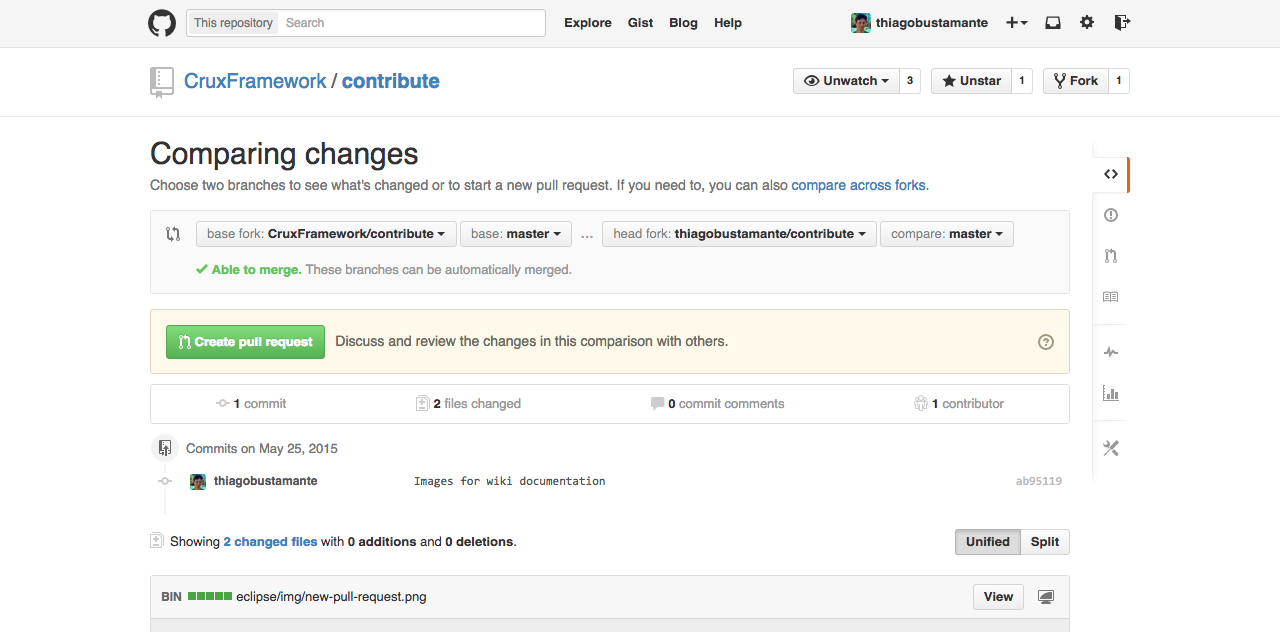 This repository Search Explore Gist Blog Help thiagobustamante
CruxFramework / contribute Unwatch 3 Unstar 1 Fork 1
Comparing changes
Choose two branches to see what's changed or to start a new pull request. If you need to, you can also compare across forks.
base fork: CruxFramework/contribute base: master ... head fork: thiagobustamante/contribute compare: master
Able to merge. These branches can be automatically merged.
Create pull request Discuss and review the changes in this comparison with others.
1 commit 2 files changed 0 commit comments 1 contributor
Commits on May 25, 2015
thiagobustamante Images for wiki documentation ab95119
Showing 2 changed files with 0 additions and 0 deletions. Unified Split
BIN eclipse/img/new-pull-request.png View